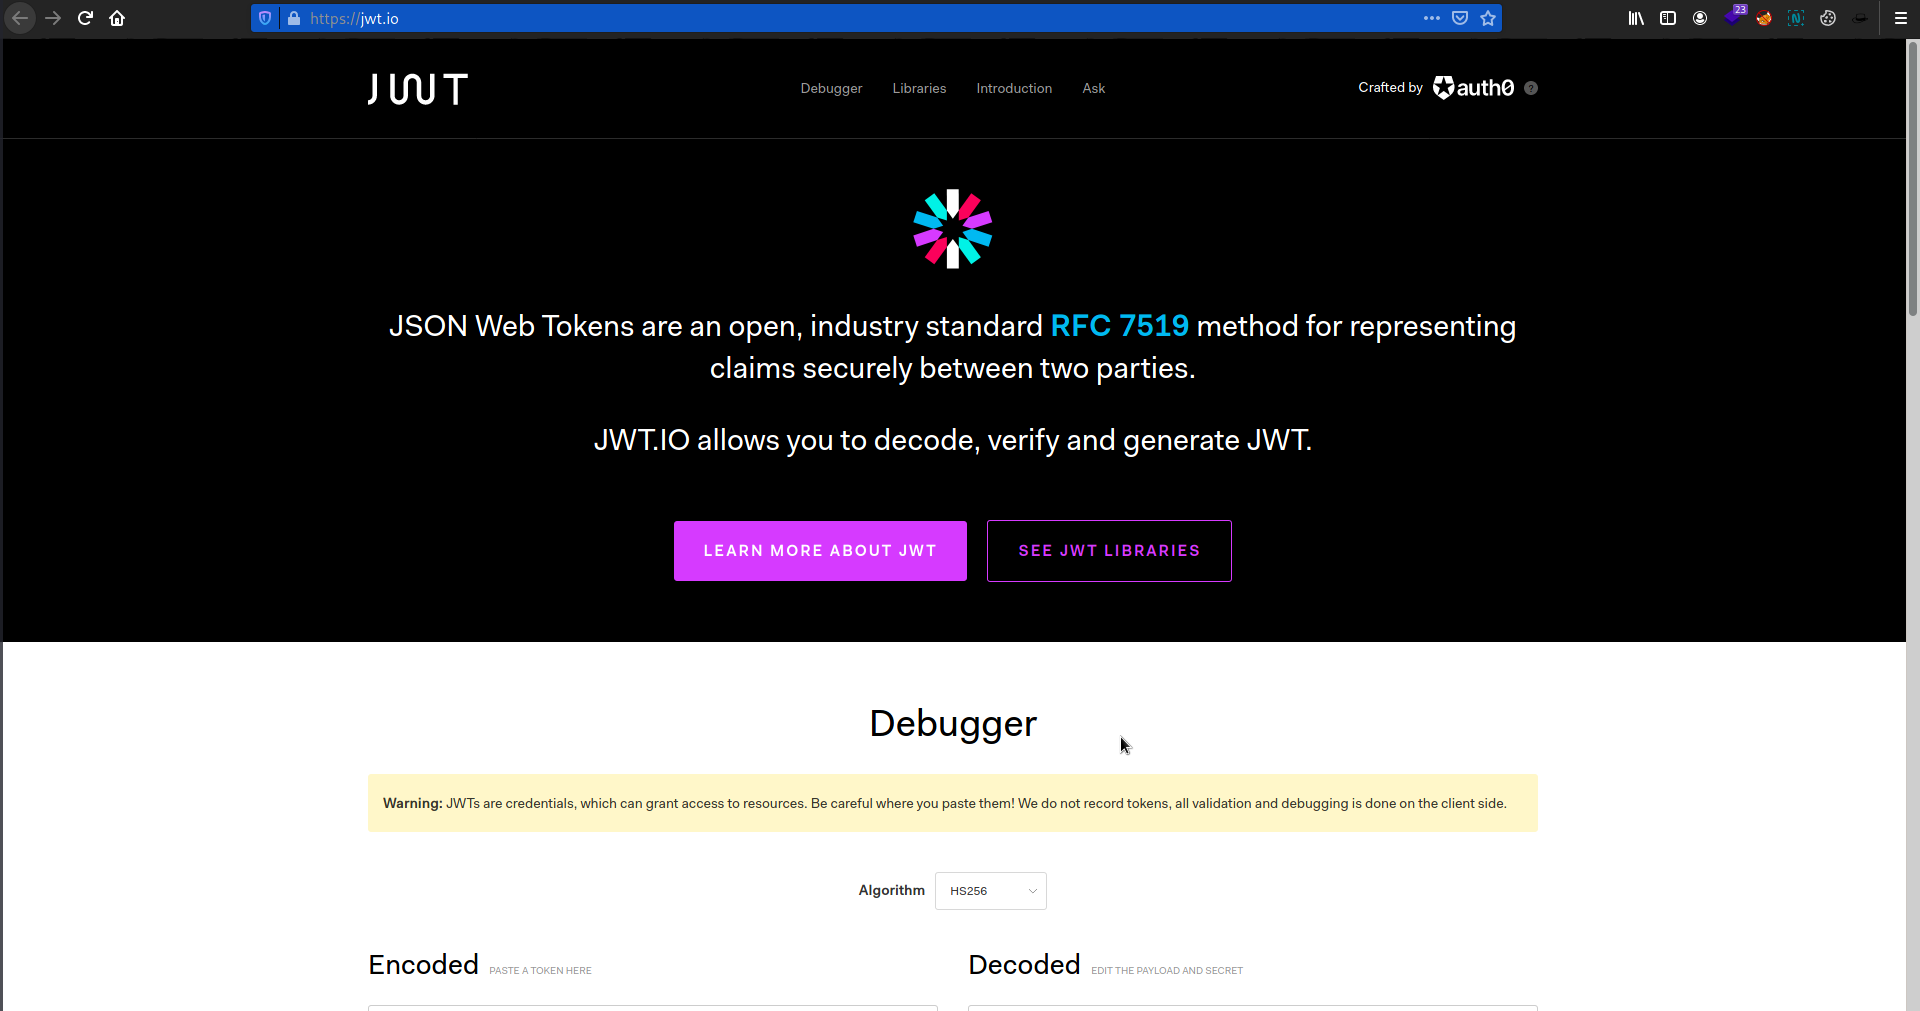 https://jwt.io
23
JWT
Debugger Libraries Introduction Ask
Crafted by auth0 ?
JSON Web Tokens are an open, industry standard RFC 7519 method for representing
claims securely between two parties.
JWT.IO allows you to decode, verify and generate JWT.
LEARN MORE ABOUT JWT SEE JWT LIBRARIES
Debugger
Warning: JWTs are credentials, which can grant access to resources. Be careful where you paste them! We do not record tokens, all validation and debugging is done on the client side.
Algorithm HS256
Encoded PASTE A TOKEN HERE
Decoded EDIT THE PAYLOAD AND SECRET